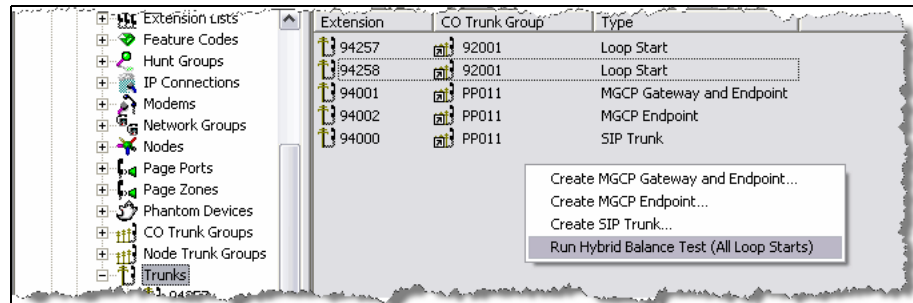 Extension Lists
Feature Codes
Hunt Groups
IP Connections
Modems
Network Groups
Nodes
Page Ports
Page Zones
Phantom Devices
CO Trunk Groups
Node Trunk Groups
Trunks
94257
Extension CO Trunk Group Type
94257 92001 Loop Start
94258 92001 Loop Start
94001 PP011 MGCP Gateway and Endpoint
94002 PP011 MGCP Endpoint
94000 PP011 SIP Trunk
Create MGCP Gateway and Endpoint...
Create MGCP Endpoint...
Create SIP Trunk...
Run Hybrid Balance Test (All Loop Starts)